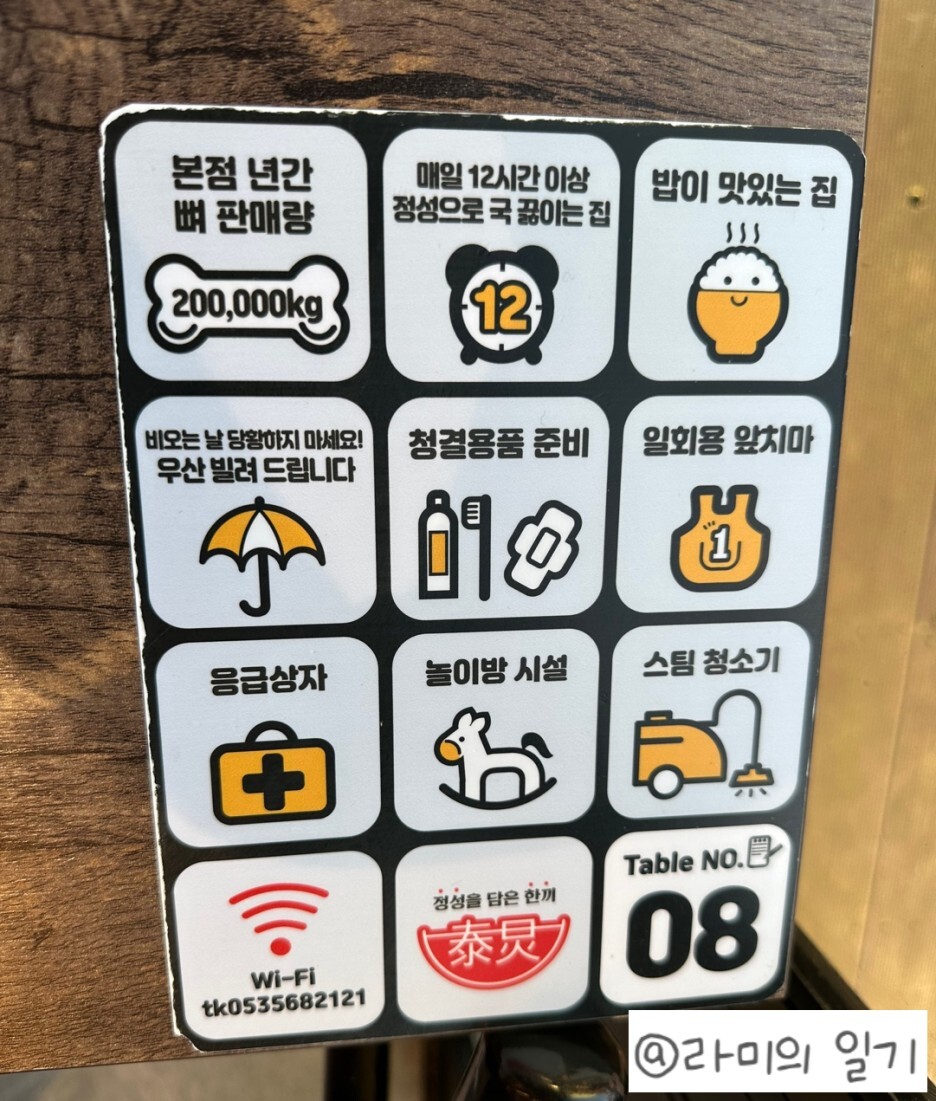 본점 년간
뼈 판매량
200,000kg
매일 12시간 이상
정성으로 국 끓이는 집
12
밥이 맛있는 집
비오는 날 당황하지 마세요!
우산 빌려 드립니다
청결용품 준비
일회용 앞치마
1
응급상자
놀이방 시설
스팀 청소기
Wi-Fi
tk0535682121
정성을 담은 한끼
泰炅
Table NO.
08
@라미의 일기